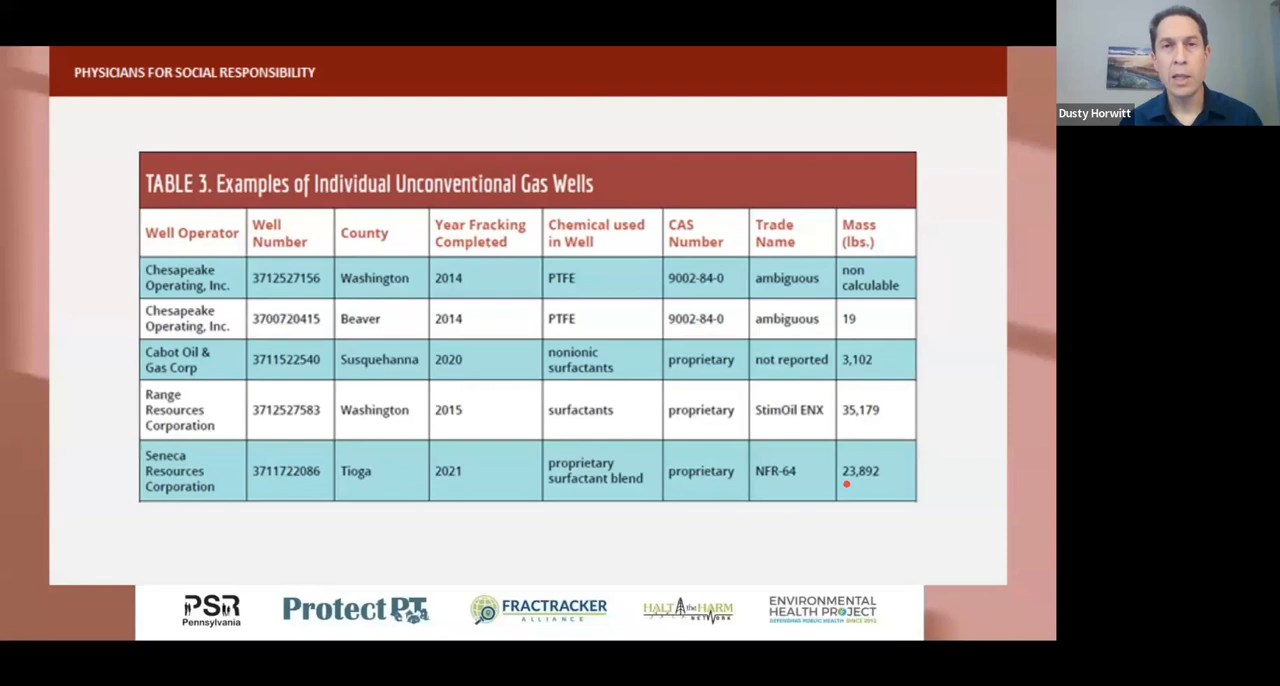 PHYSICIANS FOR SOCIAL RESPONSIBILITY
Dusty Horwitt
TABLE 3. Examples of Individual Unconventional Gas Wells
Well Operator Well Number County Year Fracking Completed Chemical used in Well CAS Number Trade Name Mass (lbs.)
Chesapeake Operating, Inc. 3712527156 Washington 2014 PTFE 9002-84-0 ambiguous non calculable
Chesapeake Operating, Inc. 3700720415 Beaver 2014 PTFE 9002-84-0 ambiguous 19
Cabot Oil & Gas Corp 3711522540 Susquehanna 2020 nonionic surfactants proprietary not reported 3,102
Range Resources Corporation 3712527583 Washington 2015 surfactants proprietary StimOil ENX 35,179
Seneca Resources Corporation 3711722086 Tioga 2021 proprietary surfactant blend proprietary NFR-64 23,892
PSR
Pennsylvania
Protect PT
FRACTRACKER
ALLIANCE
HALT the HARM
NETWORK
ENVIRONMENTAL
HEALTH PROJECT
DEFENDING PUBLIC HEALTH SINCE 2012